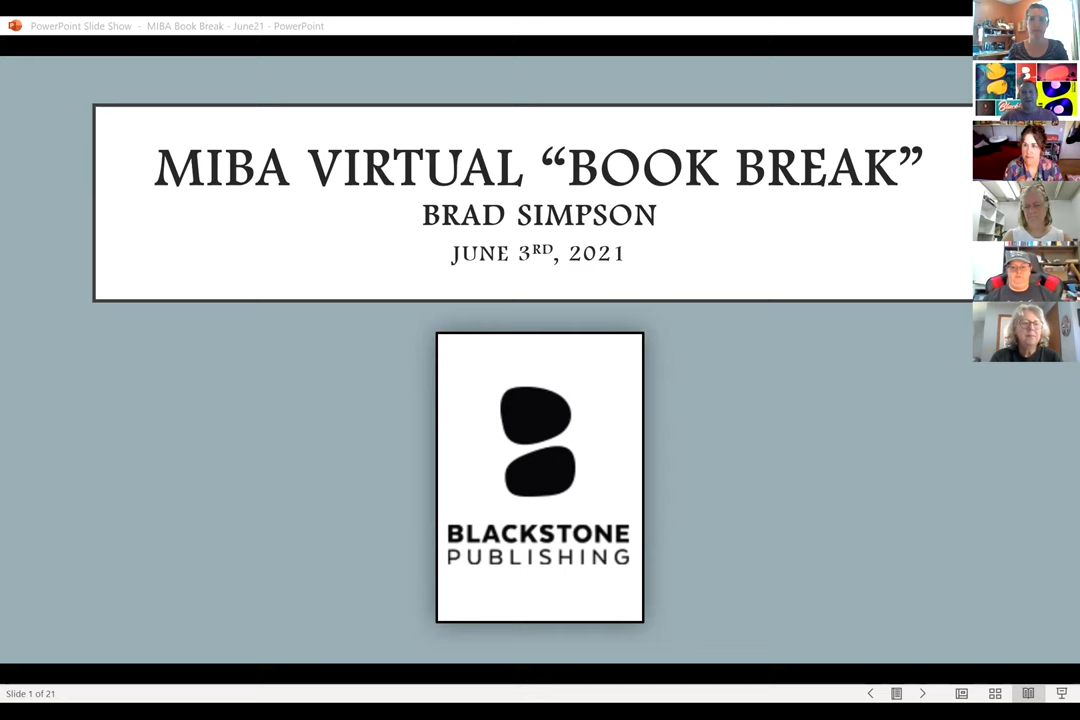 PowerPoint Slide Show - MIBA Book Break - June21 - PowerPoint
MIBA VIRTUAL “BOOK BREAK”
BRAD SIMPSON
JUNE 3RD, 2021
BLACKSTONE
PUBLISHING
Slide 1 of 21